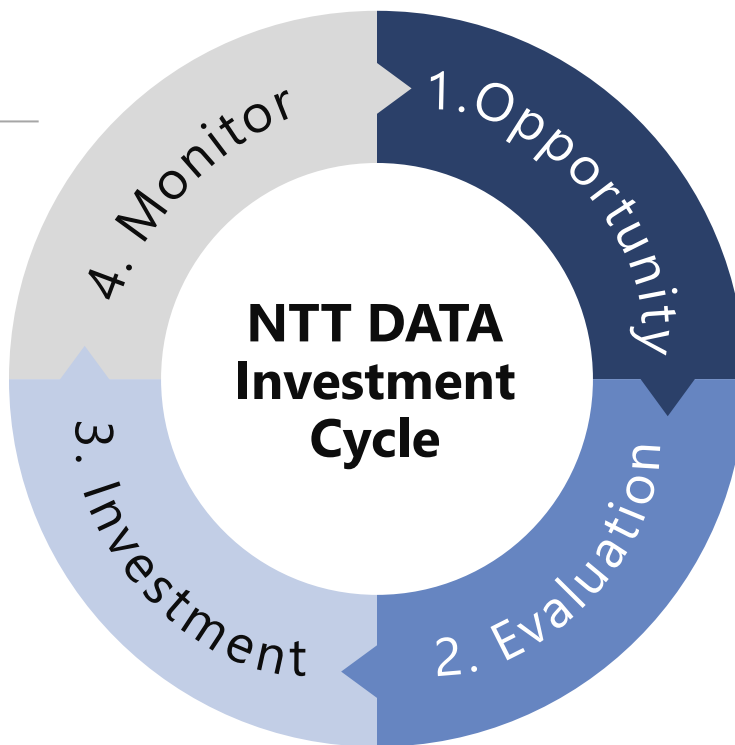 NTT DATA
Investment
Cycle
1.Opportunity
2. Evaluation
3. Investment
4. Monitor